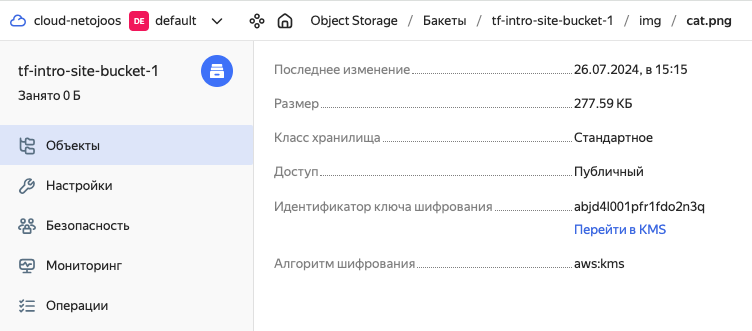 cloud-netojoos DE default Object Storage / Бакеты / tf-intro-site-bucket-1 / img / cat.png
tf-intro-site-bucket-1
Занято 0 Б
Объекты
Настройки
Безопасность
Мониторинг
Операции
Последнее изменение 26.07.2024, в 15:15
Размер 277.59 КБ
Класс хранилища Стандартное
Доступ Публичный
Идентификатор ключа шифрования abjd4l001pfr1fdo2n3q
Перейти в KMS
Алгоритм шифрования aws:kms